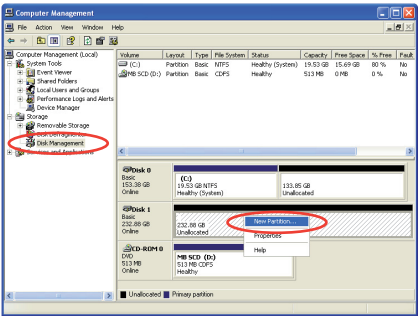 Computer Management
File Action View Window Help
Computer Management (Local)
System Tools
Event Viewer
Shared Folders
Local Users and Groups
Performance Logs and Alerts
Device Manager
Storage
Removable Storage
Disk Defragmenter
Disk Management
Services and Applications
Volume Layout Type File System Status Capacity Free Space % Free Fault
(C:) Partition Basic NTFS Healthy (System) 19.53 GB 15.69 GB 80 % No
MB SCD (D:) Partition Basic CDFS Healthy 513 MB 0 MB 0 % No
Disk 0
Basic
153.38 GB
Online
(C:)
19.53 GB NTFS
Healthy (System)
133.85 GB
Unallocated
Disk 1
Basic
232.88 GB
Online
232.88 GB
Unallocated
New Partition...
Properties
Help
CD-ROM 0
DVD
513 MB
Online
MB SCD (D:)
513 MB CDFS
Healthy
Unallocated Primary partition